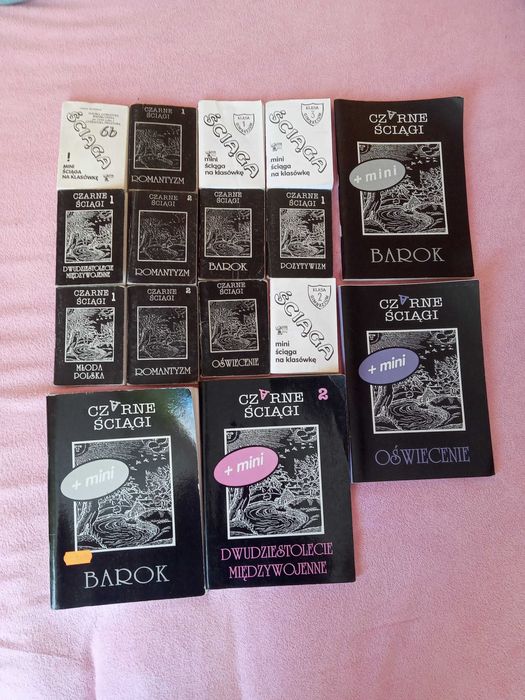 6b
ŚCIĄGA
!
MINI
ŚCIĄGA
NA KLASÓWKĘ
CZARNE 1
ŚCIĄGI
ROMANTYZM
KLASA
1
ŚCIĄGA
mini
ściąga
na klasówkę
KLASA
3
ŚCIĄGA
mini
ściąga
na klasówkę
CZARNE
ŚCIĄGI
+ mini
BAROK
CZARNE 1
ŚCIĄGI
DWUDZIESTOLECIE
MIĘDZYWOJENNE
CZARNE 2
ŚCIĄGI
ROMANTYZM
CZARNE
ŚCIĄGI
BAROK
CZARNE 1
ŚCIĄGI
POZYTYWIZM
CZARNE 1
ŚCIĄGI
MŁODA
POLSKA
CZARNE 2
ŚCIĄGI
ROMANTYZM
CZARNE
ŚCIĄGI
OŚWIECENIE
KLASA
2
ŚCIĄGA
mini
ściąga
na klasówkę
CZARNE
ŚCIĄGI
+ mini
OŚWIECENIE
CZARNE
ŚCIĄGI
+ mini
BAROK
CZARNE 2
ŚCIĄGI
+ mini
DWUDZIESTOLECIE
MIĘDZYWOJENNE